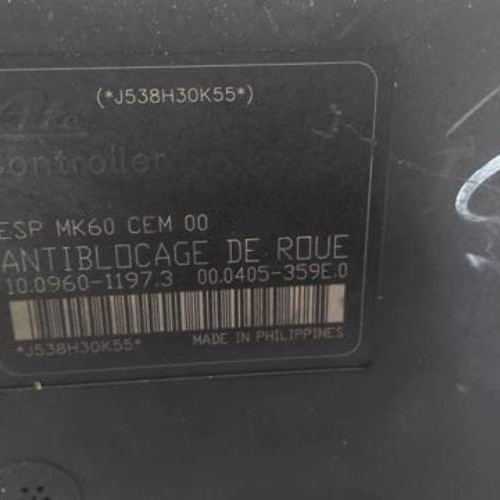 (*J538H30K55*)
Ate
Controller
ESP MK60 CEM 00
ANTIBLOCAGE DE ROUE
10.0960-1197.3 00.0405-359E.0
*J538H30K55* MADE IN PHILIPPINES